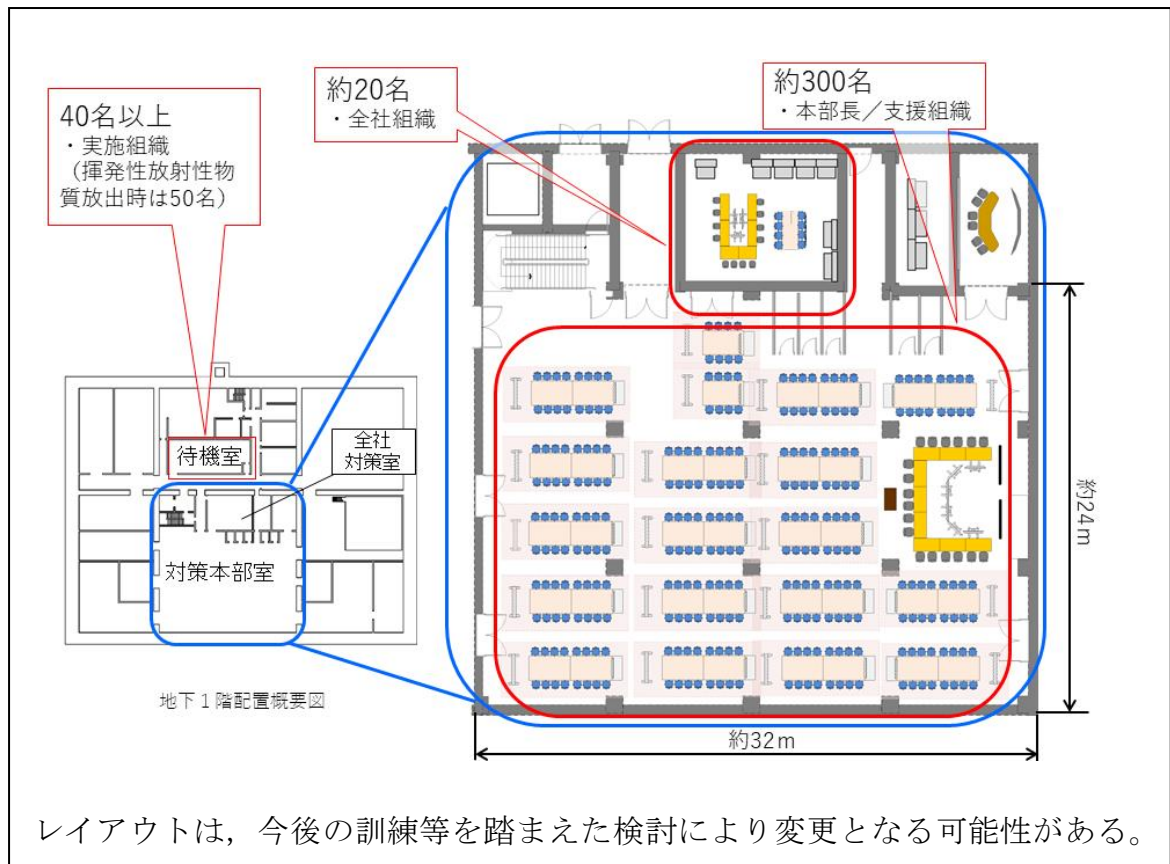 40名以上
・実施組織
（揮発性放射性物
質放出時は50名）
約20名
・全社組織
約300名
・本部長／支援組織
待機室
全社
対策室
対策本部室
地下１階配置概要図
約24ｍ
約32ｍ
レイアウトは，今後の訓練等を踏まえた検討により変更となる可能性がある。